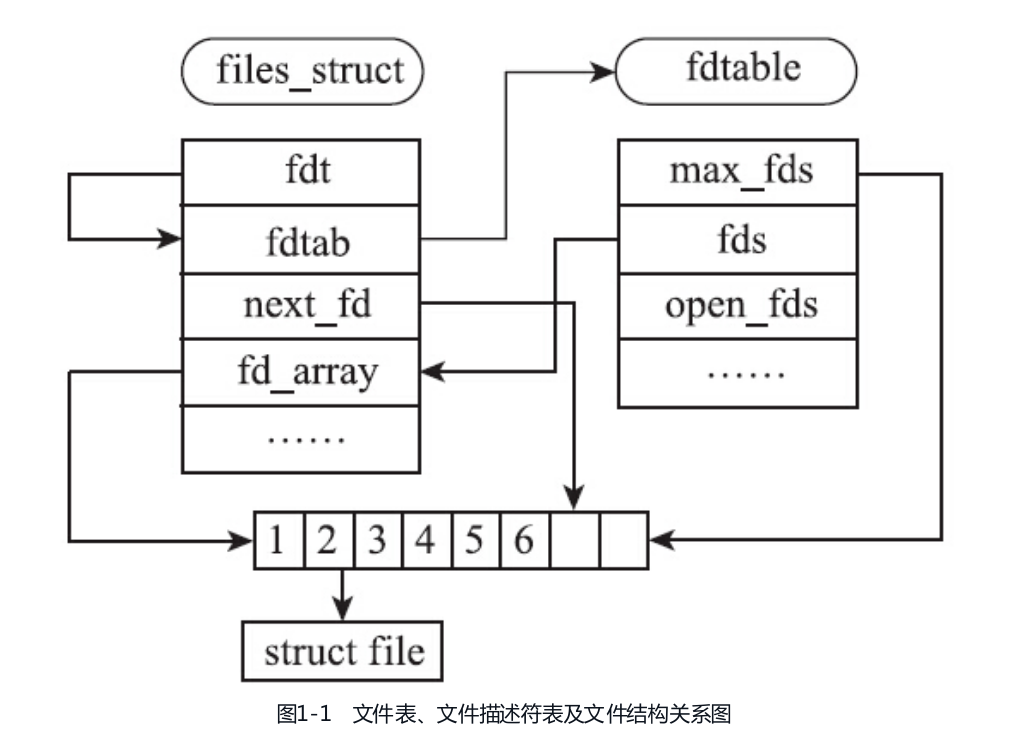 files_struct
fdtable
fdt
fdtab
next_fd
fd_array
……
max_fds
fds
open_fds
……
1 2 3 4 5 6
struct file
图1-1 文件表、文件描述符表及文件结构关系图